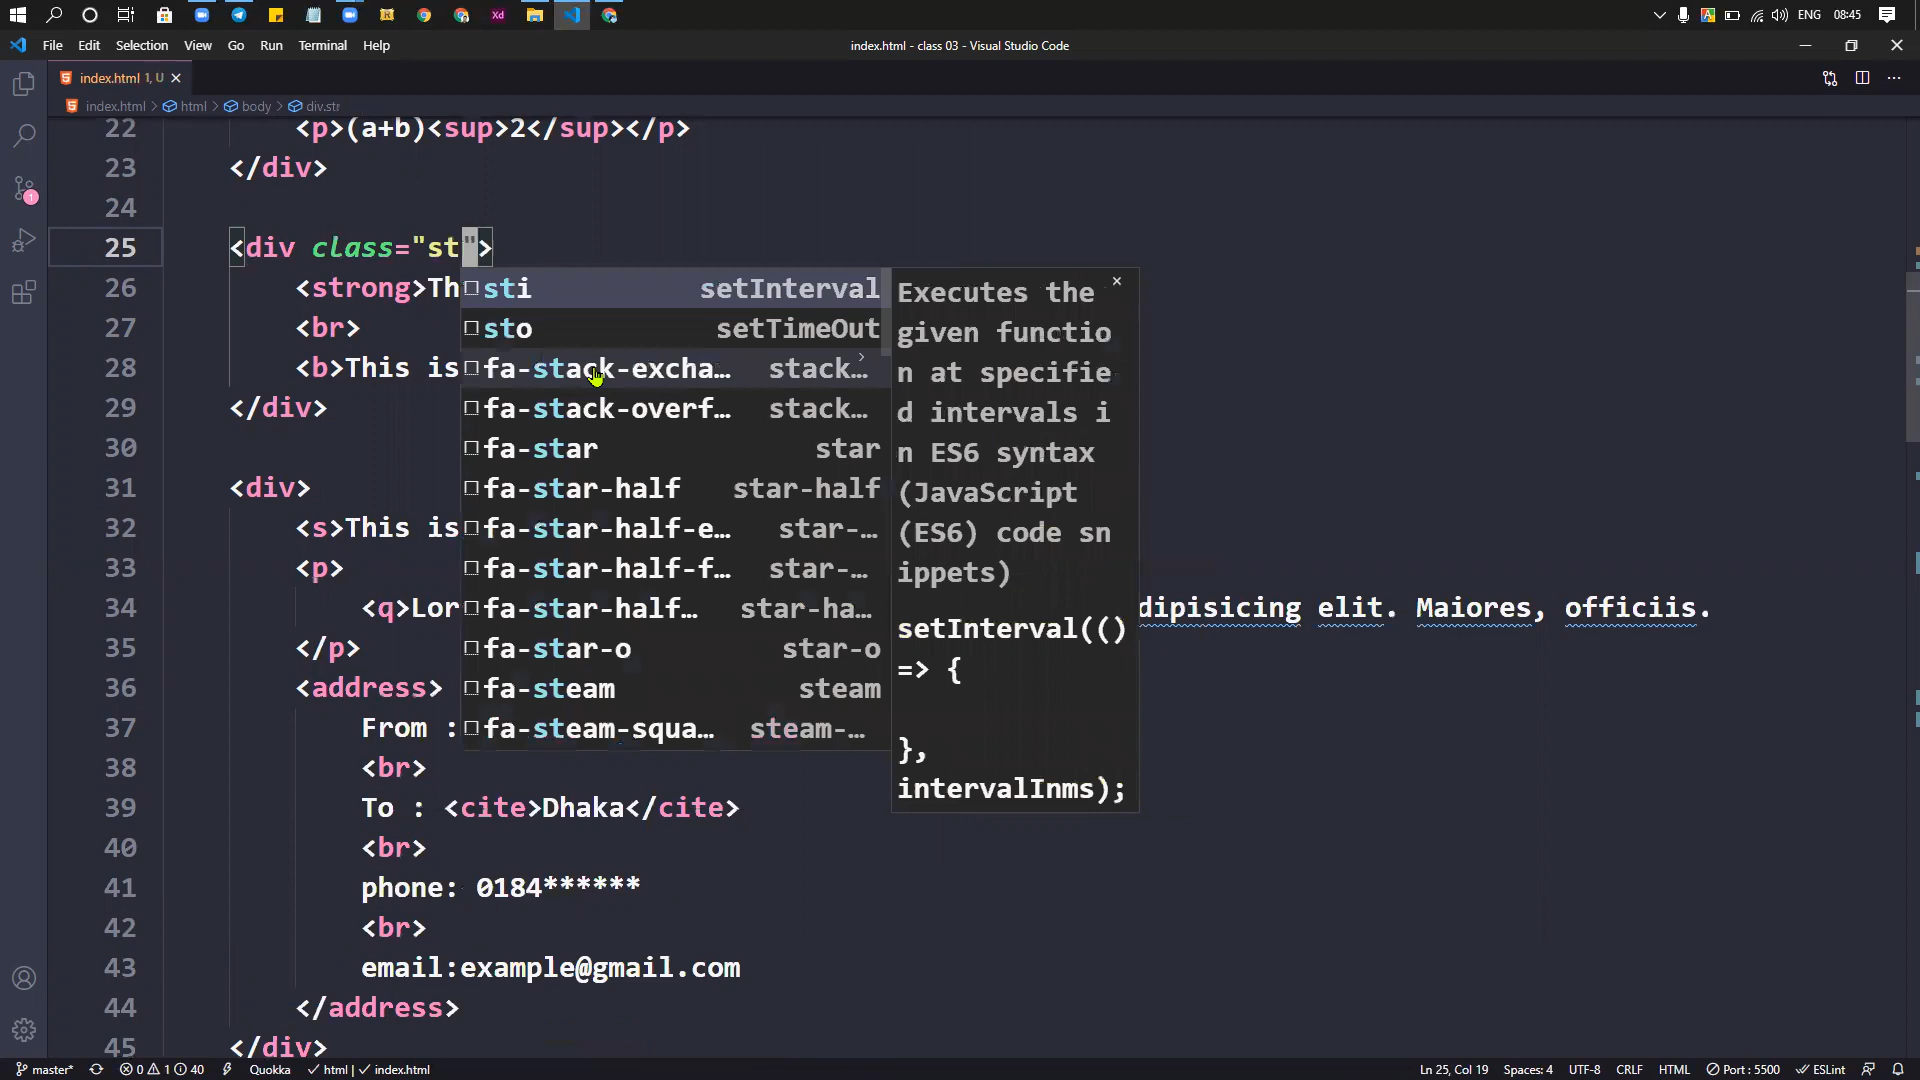 Xd
ENG
08:45
File Edit Selection View Go Run Terminal Help
index.html - class 03 - Visual Studio Code
index.html 1, U
index.html > html > body > div.str
22 <p>(a+b)<sup>2</sup></p>
23 </div>
24
25 <div class="st">
26 <strong>Th
27 <br>
28 <b>This is
29 </div>
30
31 <div>
32 <s>This is
33 <p>
34 <q>Lor dipisicing elit. Maiores, officiis.
35 </p>
36 <address>
37 From :
38 <br>
39 To : <cite>Dhaka</cite>
40 <br>
41 phone: 0184******
42 <br>
43 email:example@gmail.com
44 </address>
45 </div>
sti setInterval
sto setTimeOut
fa-stack-excha… stack…
fa-stack-overf… stack…
fa-star star
fa-star-half star-half
fa-star-half-e… star-…
fa-star-half-f… star-…
fa-star-half… star-ha…
fa-star-o star-o
fa-steam steam
fa-steam-squa… steam-…
Executes the
given functio
n at specifie
d intervals i
n ES6 syntax
(JavaScript
(ES6) code sn
ippets)
setInterval(()
=> {
},
intervalInms);
1
master* 0 1 40 Quokka html | index.html
Ln 25, Col 19 Spaces: 4 UTF-8 CRLF HTML Port : 5500 ESLint